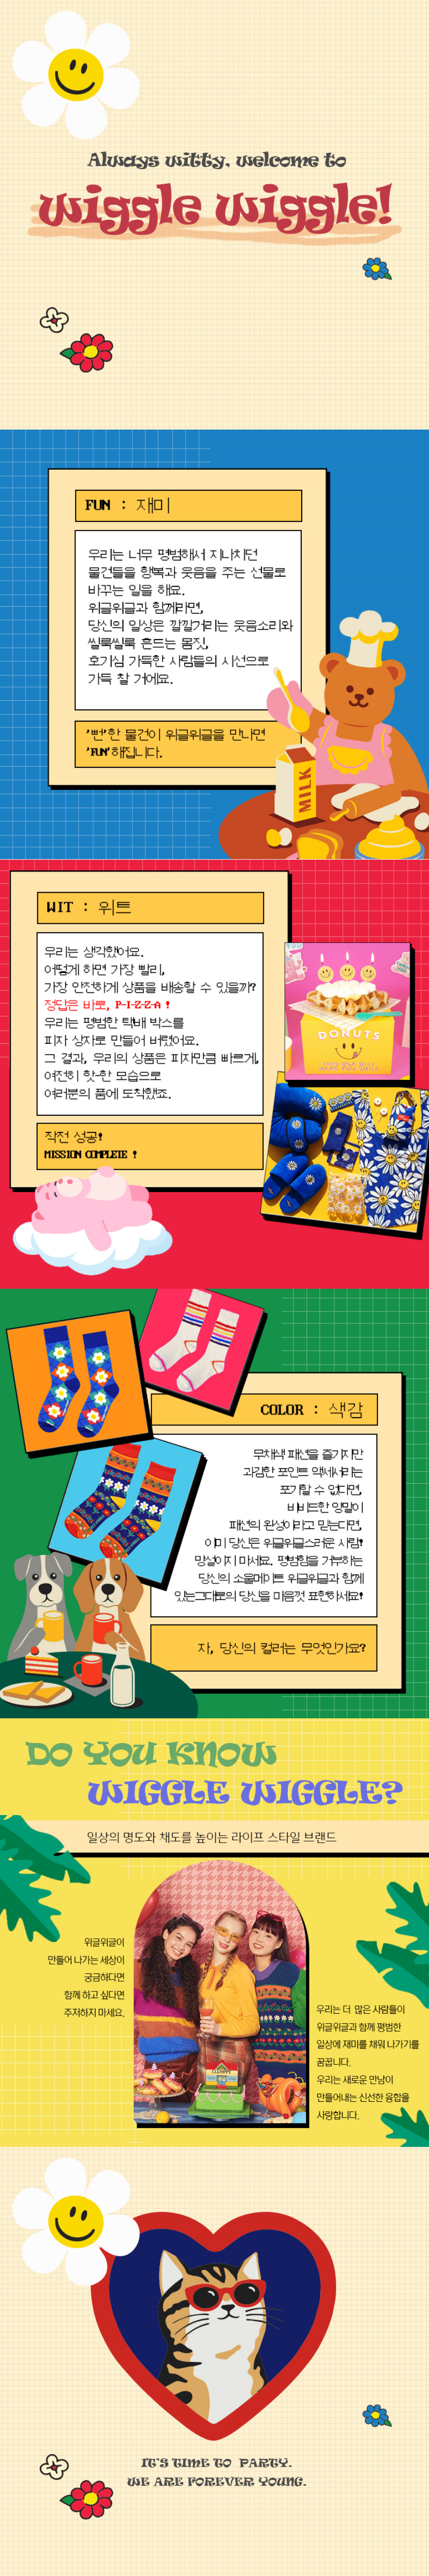 Always witty, welcome to
wiggle wiggle!
FUN : 재미
우리는 너무 평범해서 지나치던
물건들을 행복과 웃음을 주는 선물로
바꾸는 일을 해요.
위글위글과 함께라면,
당신의 일상은 깔깔거리는 웃음소리와
씰룩씰룩 흔드는 몸짓,
호기심 가득한 사람들의 시선으로
가득 찰 거에요.
'뻔'한 물건이 위글위글을 만나면
'FUN'해집니다.
MILK
WIT : 위트
우리는 생각했어요.
어떻게 하면 가장 빨리,
가장 안전하게 상품을 배송할 수 있을까?
정답은 바로, P-I-Z-Z-A !
우리는 평범한 택배 박스를
피자 상자로 만들어 버렸어요.
그 결과, 우리의 상품은 피자만큼 빠르게,
여전히 핫-한 모습으로
여러분의 품에 도착했죠.
작전 성공!
MISSION COMPLETE !
DONUTS
COLOR : 색감
무채색 패션을 즐기지만
과감한 포인트 악세서리는
포기할 수 없다면,
비비드한 양말이
패션의 완성이라고 믿는다면,
이미 당신은 위글위글스러운 사람!
망설이지 마세요. 평범함을 거부하는
당신의 소울메이트 위글위글과 함께
있는그대로의 당신을 마음껏 표현하세요!
자, 당신의 컬러는 무엇인가요?
DO YOU KNOW
WIGGLE WIGGLE?
일상의 명도와 채도를 높이는 라이프 스타일 브랜드
위글위글이
만들어 나가는 세상이
궁금하다면
함께 하고 싶다면
주저하지 마세요.
우리는 더 많은 사람들이
위글위글과 함께 평범한
일상에 재미를 채워 나가기를
꿈꿉니다.
우리는 새로운 만남이
만들어내는 신선한 융합을
사랑합니다.
IT'S TIME TO PARTY.
WE ARE FOREVER YOUNG.